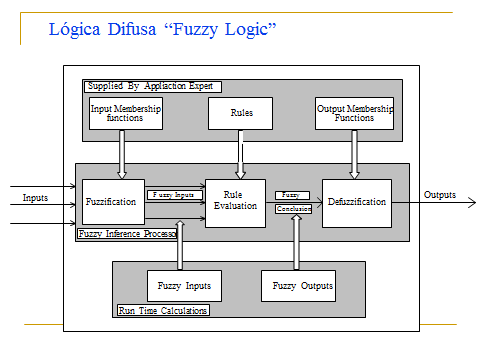 Lógica Difusa “Fuzzy Logic”
Supplied By Appliaction Expert
Input Membership
functions
Rules
Output Membership
Functions
Inputs
Fuzzification
Fuzzy Inputs
Rule
Evaluation
Fuzzy
Conclusion
Defuzzification
Outputs
Fuzzy Inference Processo
Fuzzy Inputs
Fuzzy Outputs
Run Time Calculations